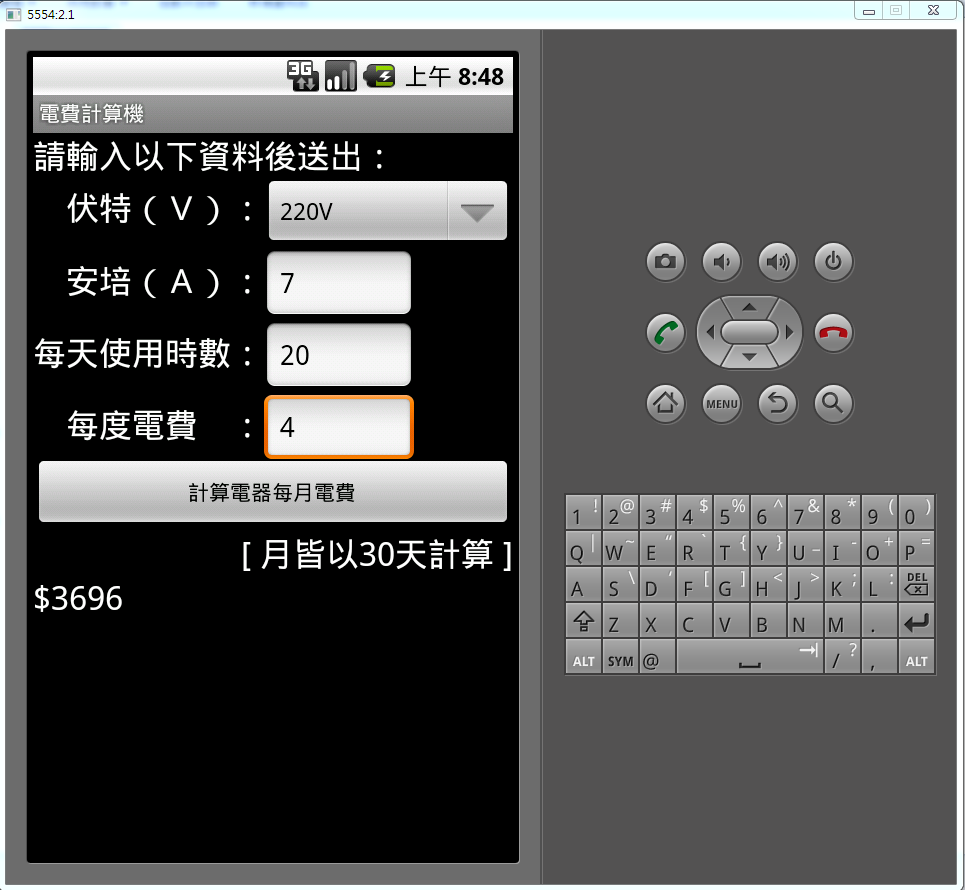 5554:2.1
3G 上午 8:48
電費計算機
請輸入以下資料後送出：
伏特（V）： 220V
安培（A）： 7
每天使用時數： 20
每度電費　： 4
計算電器每月電費
[ 月皆以30天計算 ]
$3696
MENU
1 ! 2 @ 3 # 4 $ 5 % 6 ^ 7 & 8 * 9 ( 0 )
Q | W ~ E “ R ` T { Y } U _ I - O + P =
A S \ D ‘ F [ G ] H < J > K ; L : DEL
Z X C V B N M .
ALT SYM @ / ? , ALT